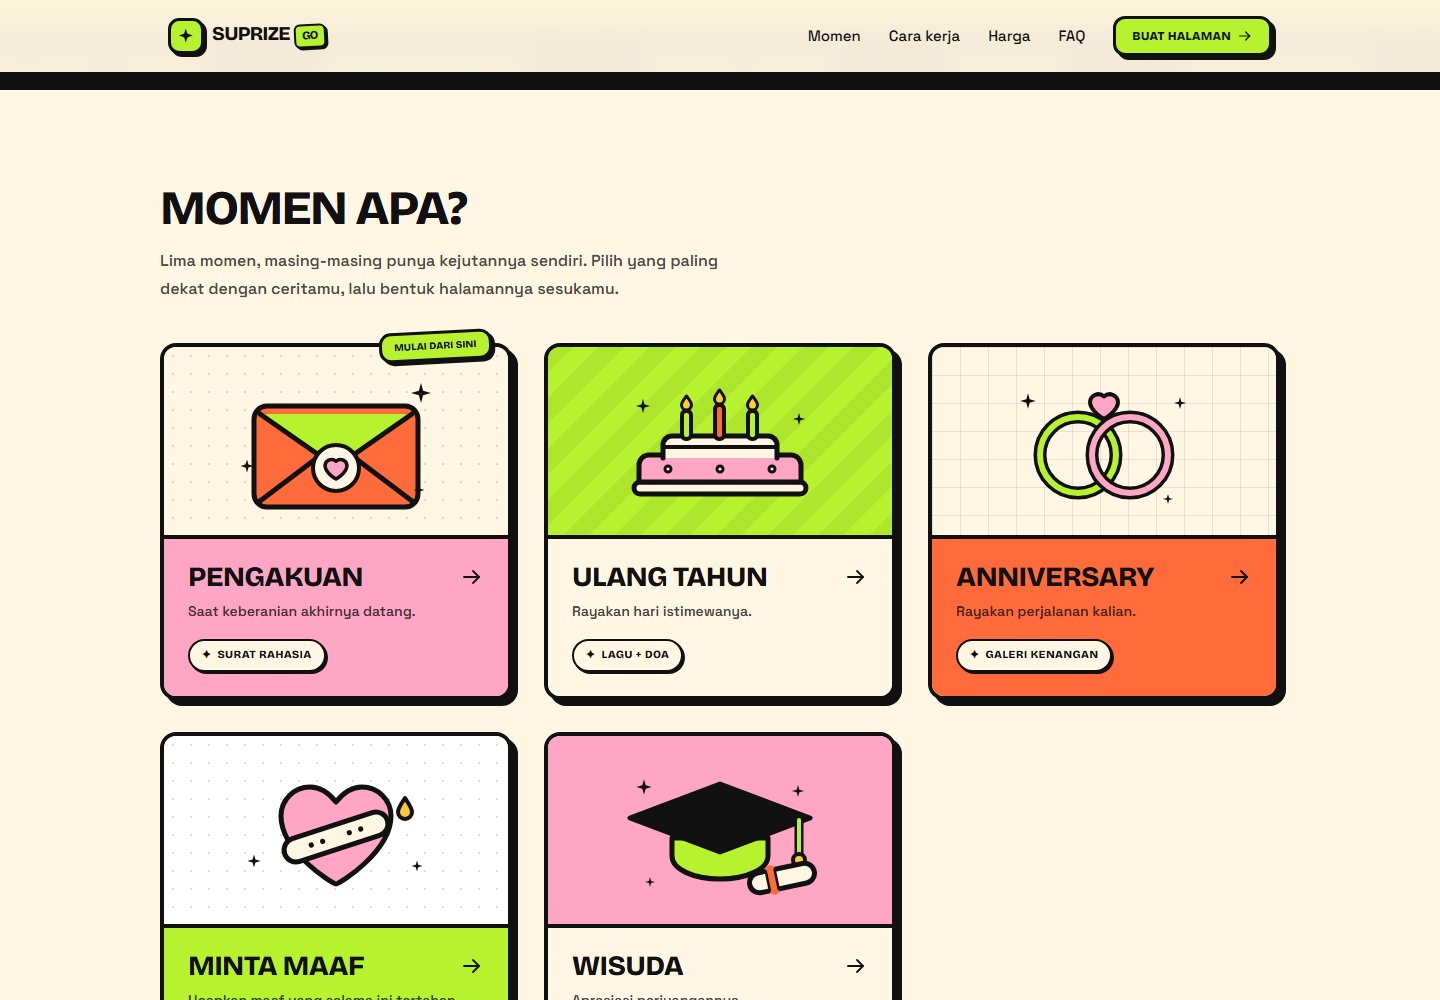 SUPRIZE GO
Momen
Cara kerja
Harga
FAQ
BUAT HALAMAN
MOMEN APA?
Lima momen, masing-masing punya kejutannya sendiri. Pilih yang paling
dekat dengan ceritamu, lalu bentuk halamannya sesukamu.
MULAI DARI SINI
PENGAKUAN
Saat keberanian akhirnya datang.
SURAT RAHASIA
ULANG TAHUN
Rayakan hari istimewanya.
LAGU + DOA
ANNIVERSARY
Rayakan perjalanan kalian.
GALERI KENANGAN
MINTA MAAF
WISUDA